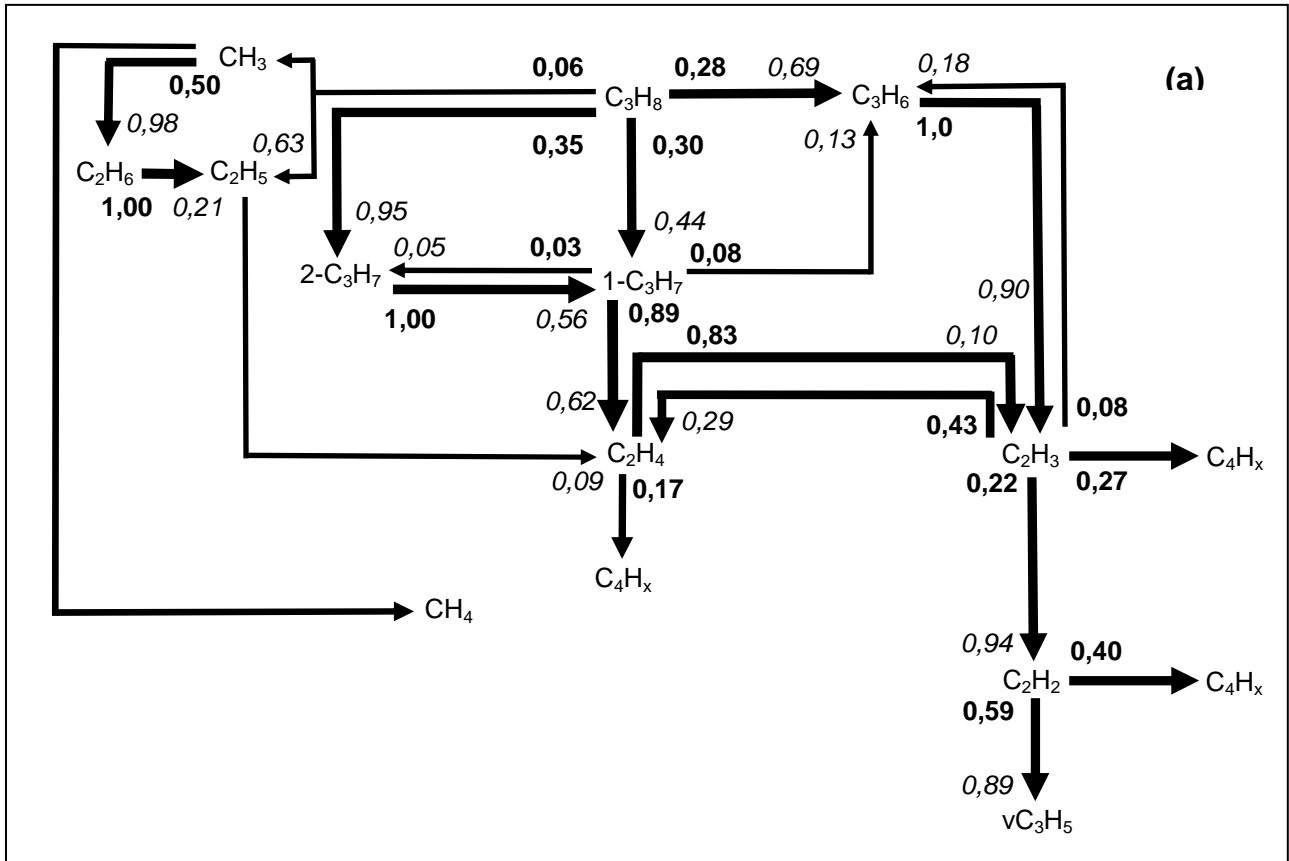 CH₃ 0,06 0,28 0,69 0,18 (a)
0,50 C₃H₈ C₃H₆
0,98 0,63 0,35 0,30 0,13 1,0
C₂H₆ C₂H₅
1,00 0,21 0,95 0,44
0,05 0,03 0,08
2-C₃H₇ 1-C₃H₇ 0,90
1,00 0,56 0,89
0,83 0,10
0,62 0,29 0,43 0,08
C₂H₄ C₂H₃ C₄Hₓ
0,09 0,17 0,22 0,27
C₄Hₓ
CH₄
0,94 0,40
C₂H₂ C₄Hₓ
0,59
0,89
vC₃H₅